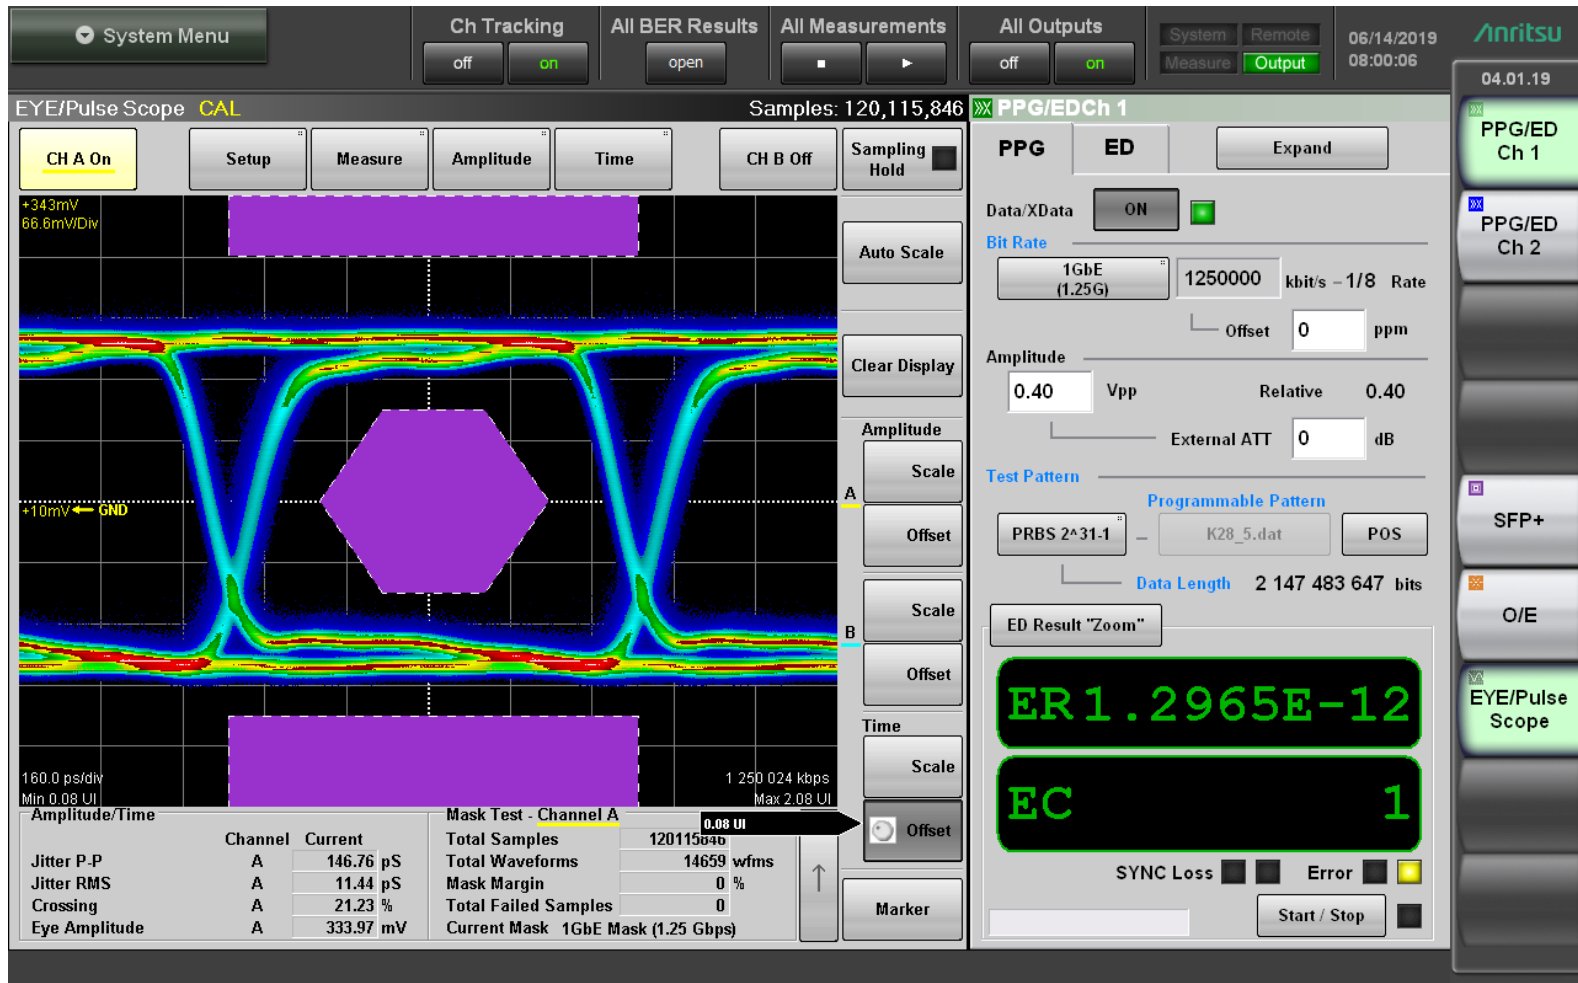 System Menu
Ch Tracking
off on
All BER Results
open
All Measurements
All Outputs
off on
System Remote
Measure Output
06/14/2019
08:00:06
Anritsu
04.01.19
EYE/Pulse Scope CAL Samples: 120,115,846
CH A On Setup Measure Amplitude Time CH B Off
Sampling
Hold
+343mV
66.6mV/Div
+10mV GND
160.0 ps/div 1 250 024 kbps
Min 0.08 UI Max 2.08 UI
Auto Scale
Clear Display
Amplitude
A
Scale
Offset
B
Scale
Offset
Time
Scale
0.08 UI
Offset
Marker
Amplitude/Time
Channel Current
Jitter P-P A 146.76 pS
Jitter RMS A 11.44 pS
Crossing A 21.23 %
Eye Amplitude A 333.97 mV
Mask Test - Channel A
Total Samples 120115846
Total Waveforms 14659 wfms
Mask Margin 0 %
Total Failed Samples 0
Current Mask 1GbE Mask (1.25 Gbps)
PPG/EDCh 1
PPG ED Expand
Data/XData ON
Bit Rate
1GbE
(1.25G)
1250000 kbit/s – 1/8 Rate
Offset 0 ppm
Amplitude
0.40 Vpp Relative 0.40
External ATT 0 dB
Test Pattern
Programmable Pattern
PRBS 2^31-1 – K28_5.dat POS
Data Length 2 147 483 647 bits
ED Result "Zoom"
ER 1.2965E-12
EC 1
SYNC Loss Error
Start / Stop
PPG/ED
Ch 1
PPG/ED
Ch 2
SFP+
O/E
EYE/Pulse
Scope